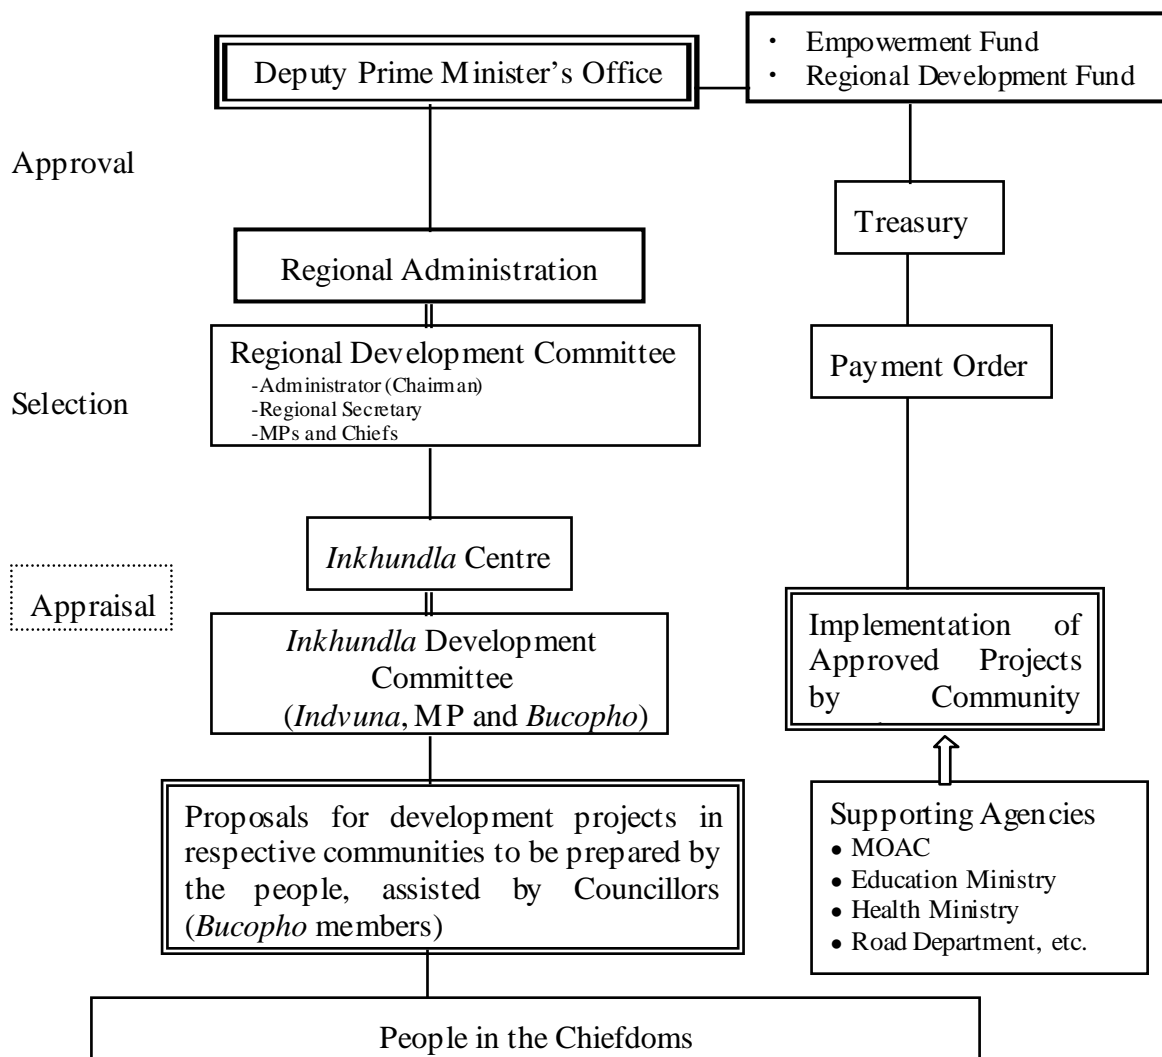 Deputy Prime Minister's Office
・ Empowerment Fund
・ Regional Development Fund
Approval
Treasury
Regional Administration
Regional Development Committee
-Administrator (Chairman)
-Regional Secretary
-MPs and Chiefs
Payment Order
Selection
Inkhundla Centre
Appraisal
Inkhundla Development
Committee
(Indvuna, MP and Bucopho)
Implementation of
Approved Projects
by Community
Proposals for development projects in
respective communities to be prepared by
the people, assisted by Councillors
(Bucopho members)
Supporting Agencies
● MOAC
● Education Ministry
● Health Ministry
● Road Department, etc.
People in the Chiefdoms